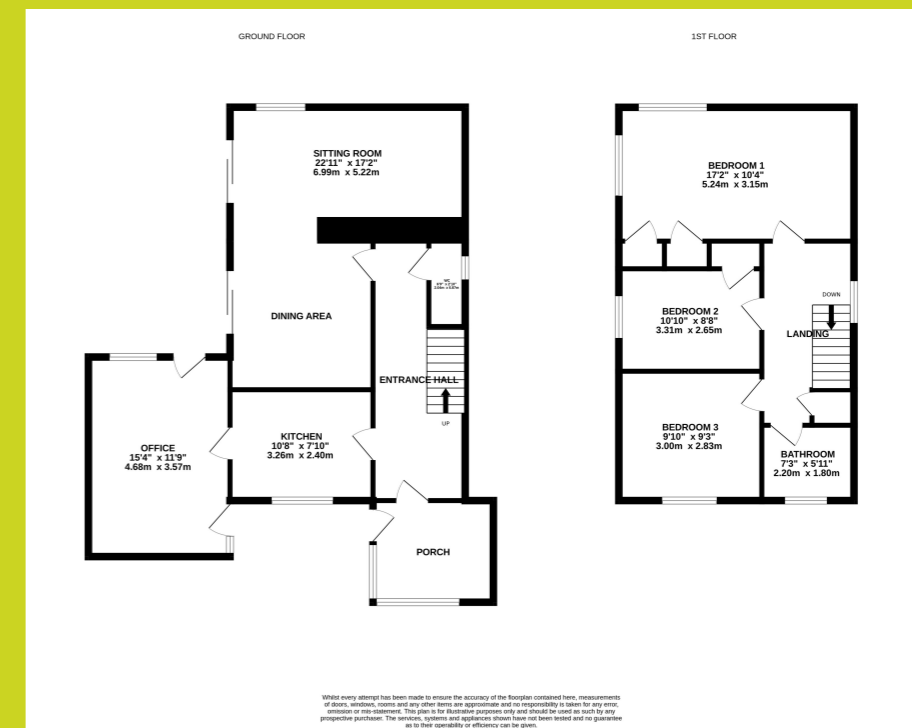 GROUND FLOOR
1ST FLOOR
SITTING ROOM
22'11" x 17'2"
6.99m x 5.22m
DINING AREA
WC
ENTRANCE HALL
UP
KITCHEN
10'8" x 7'10"
3.26m x 2.40m
OFFICE
15'4" x 11'9"
4.68m x 3.57m
PORCH
BEDROOM 1
17'2" x 10'4"
5.24m x 3.15m
BEDROOM 2
10'10" x 8'8"
3.31m x 2.65m
DOWN
LANDING
BEDROOM 3
9'10" x 9'3"
3.00m x 2.83m
BATHROOM
7'3" x 5'11"
2.20m x 1.80m
Whilst every attempt has been made to ensure the accuracy of the floorplan contained here, measurements
of doors, windows, rooms and any other items are approximate and no responsibility is taken for any error,
omission or mis-statement. This plan is for illustrative purposes only and should be used as such by any
prospective purchaser. The services, systems and appliances shown have not been tested and no guarantee
as to their operability or efficiency can be given.